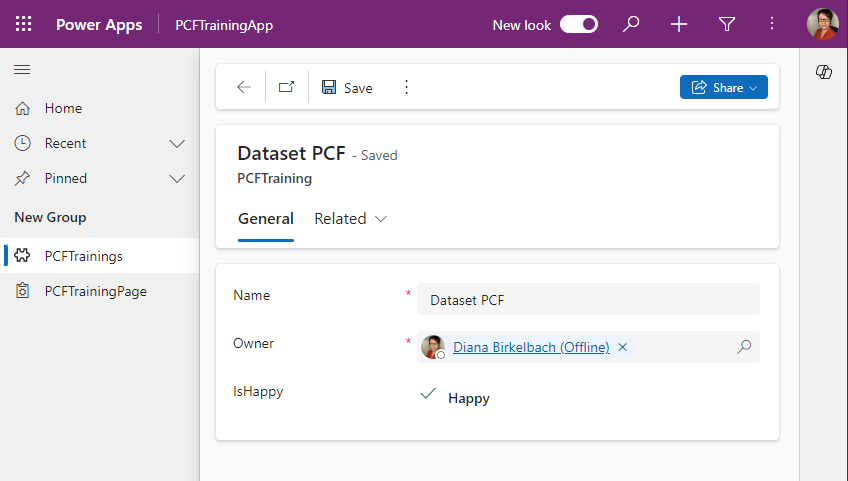 Power Apps PCFTrainingApp New look
Save Share
Home
Recent
Pinned
New Group
PCFTrainings
PCFTrainingPage
Dataset PCF - Saved
PCFTraining
General Related
Name * Dataset PCF
Owner * Diana Birkelbach (Offline)
IsHappy Happy